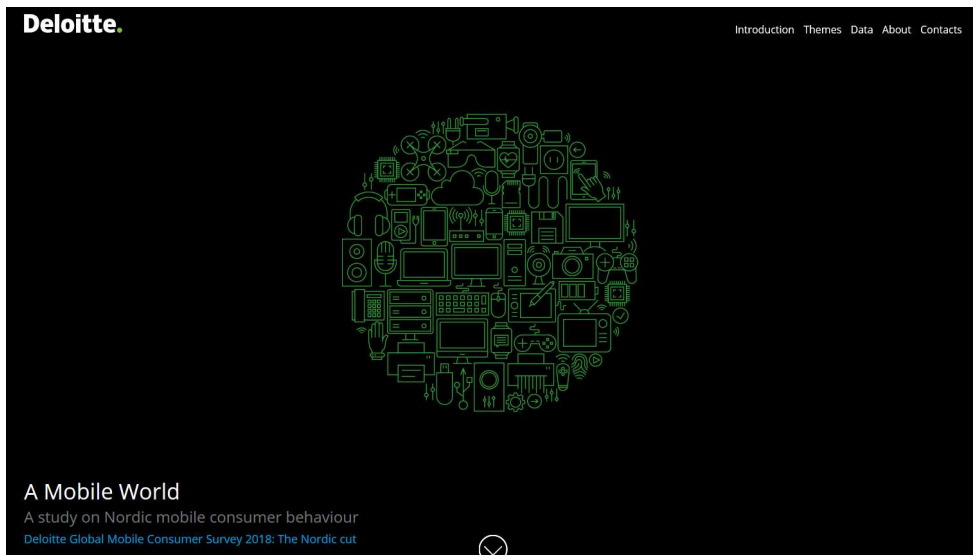 Deloitte.
Introduction Themes Data About Contacts
A Mobile World
A study on Nordic mobile consumer behaviour
Deloitte Global Mobile Consumer Survey 2018: The Nordic cut